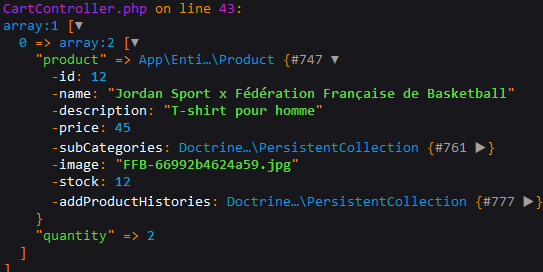 CartController.php on line 43:
array:1 [▼
0 => array:2 [▼
"product" => App\Enti…\Product {#747 ▼
-id: 12
-name: "Jordan Sport x Fédération Française de Basketball"
-description: "T-shirt pour homme"
-price: 45
-subCategories: Doctrine…\PersistentCollection {#761 ▶}
-image: "FFB-66992b4624a59.jpg"
-stock: 12
-addProductHistories: Doctrine…\PersistentCollection {#777 ▶}
}
"quantity" => 2
]
]